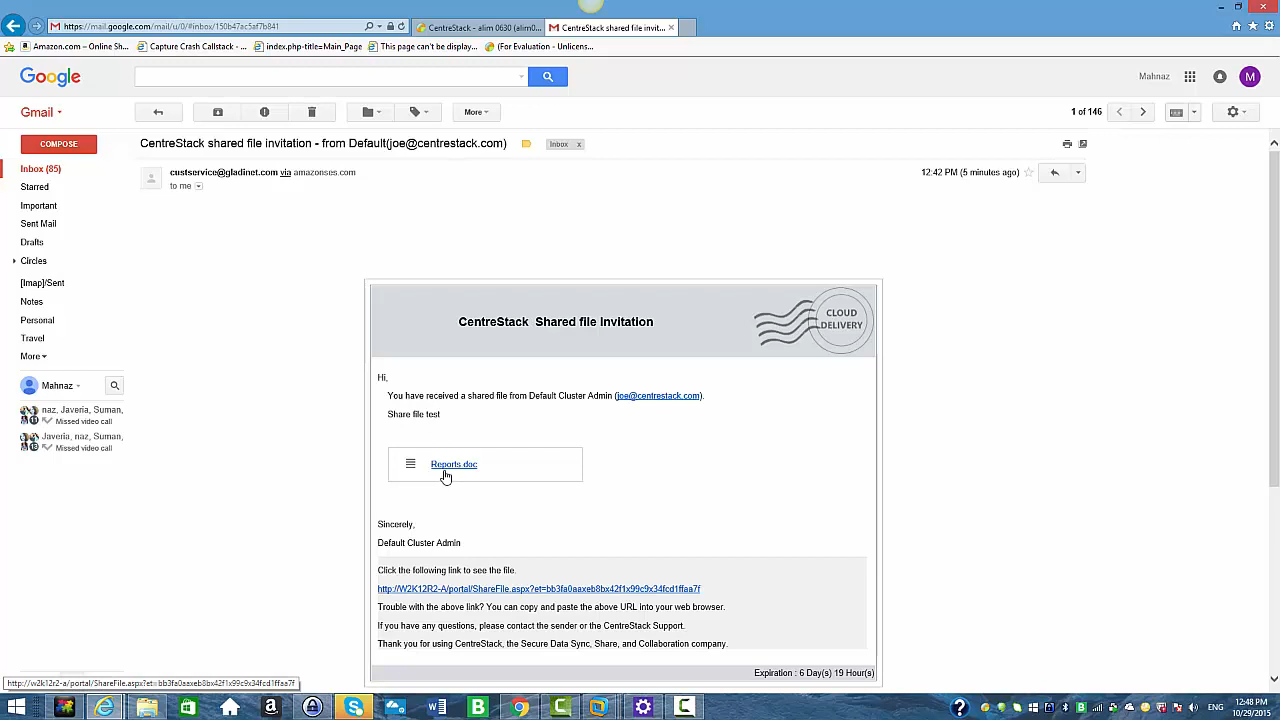 https://mail.google.com/mail/u/0/#inbox/150b47ac5af7b841
CentreStack - alim 0630 (alim0...
CentreStack shared file invit... ×
Amazon.com – Online Sh...
Capture Crash Callstack - ...
index.php-title=Main_Page
This page can't be display...
(For Evaluation - Unlicens...
Google
Mahnaz
M
Gmail
More
1 of 146
COMPOSE
CentreStack shared file invitation - from Default(joe@centrestack.com)
Inbox x
Inbox (85)
Starred
Important
Sent Mail
Drafts
Circles
[Imap]/Sent
Notes
Personal
Travel
More
Mahnaz
naz, Javeria, Suman,
Missed video call
Javeria, naz, Suman,
Missed video call
custservice@gladinet.com via amazonses.com
12:42 PM (5 minutes ago)
to me
CentreStack Shared file Invitation
CLOUD
DELIVERY
Hi,
You have received a shared file from Default Cluster Admin (joe@centrestack.com).
Share file test
Reports.doc
Sincerely,
Default Cluster Admin
Click the following link to see the file.
http://W2K12R2-A/portal/ShareFIle.aspx?et=bb3fa0aaxeb8bx42f1x99c9x34fcd1ffaa7f
Trouble with the above link? You can copy and paste the above URL into your web browser.
If you have any questions, please contact the sender or the CentreStack Support.
Thank you for using CentreStack, the Secure Data Sync, Share, and Collaboration company.
Expiration : 6 Day(s) 19 Hour(s)
http://w2k12r2-a/portal/ShareFIle.aspx?et=bb3fa0aaxeb8bx42f1x99c9x34fcd1ffaa7f
ENG
12:48 PM
10/29/2015